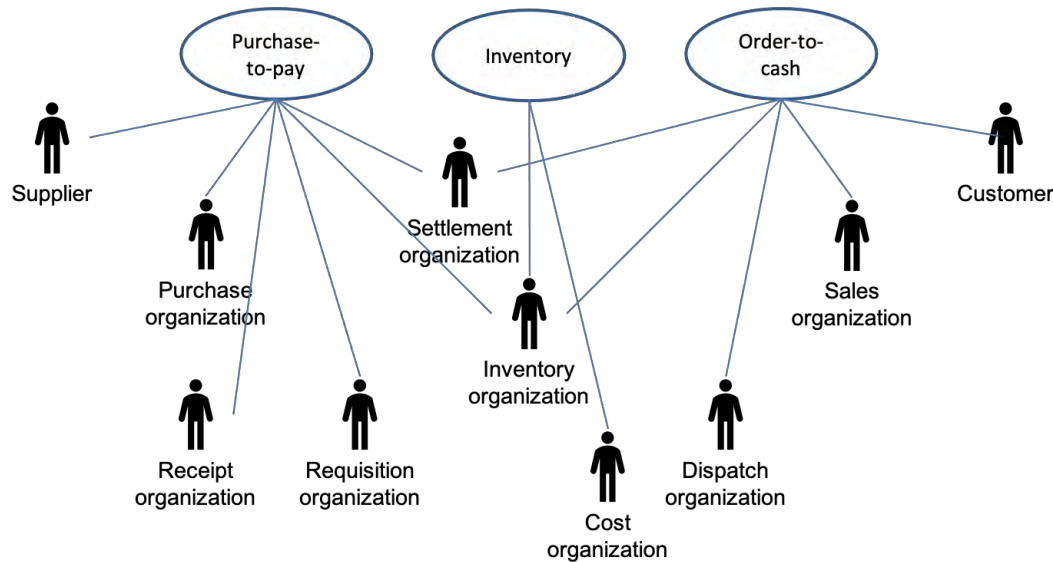 Purchase-
to-pay
Inventory
Order-to-
cash
Supplier
Customer
Settlement
organization
Purchase
organization
Sales
organization
Inventory
organization
Receipt
organization
Requisition
organization
Dispatch
organization
Cost
organization